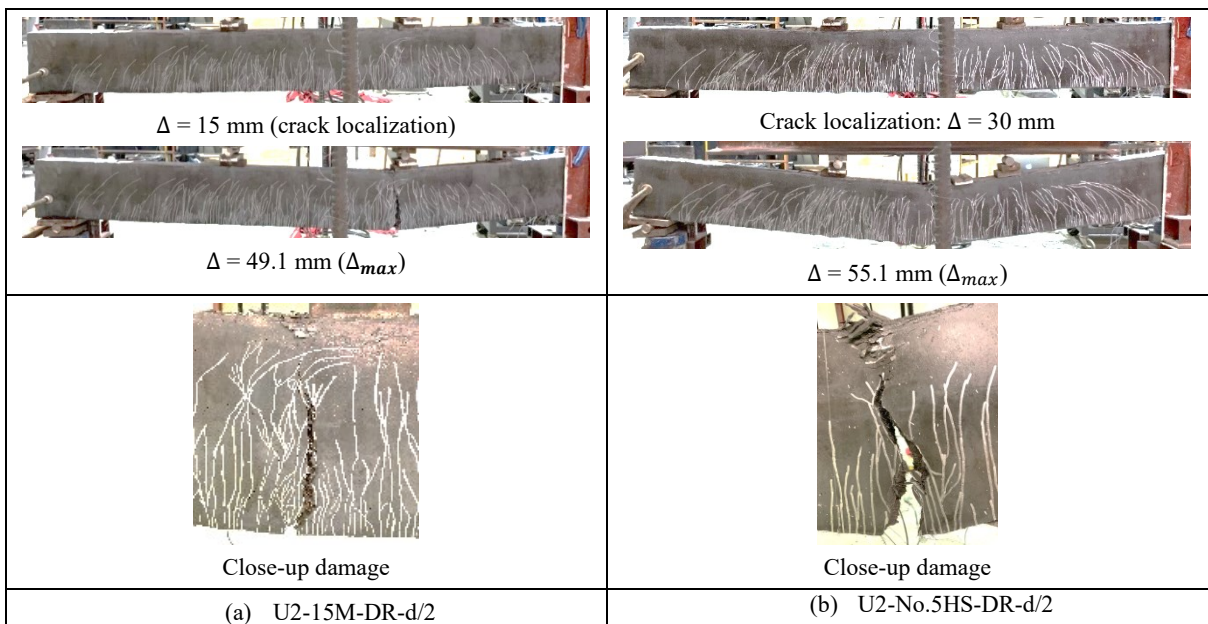 Δ = 15 mm (crack localization)
Δ = 49.1 mm (Δmax)
Close-up damage
(a) U2-15M-DR-d/2
Crack localization: Δ = 30 mm
Δ = 55.1 mm (Δmax)
Close-up damage
(b) U2-No.5HS-DR-d/2